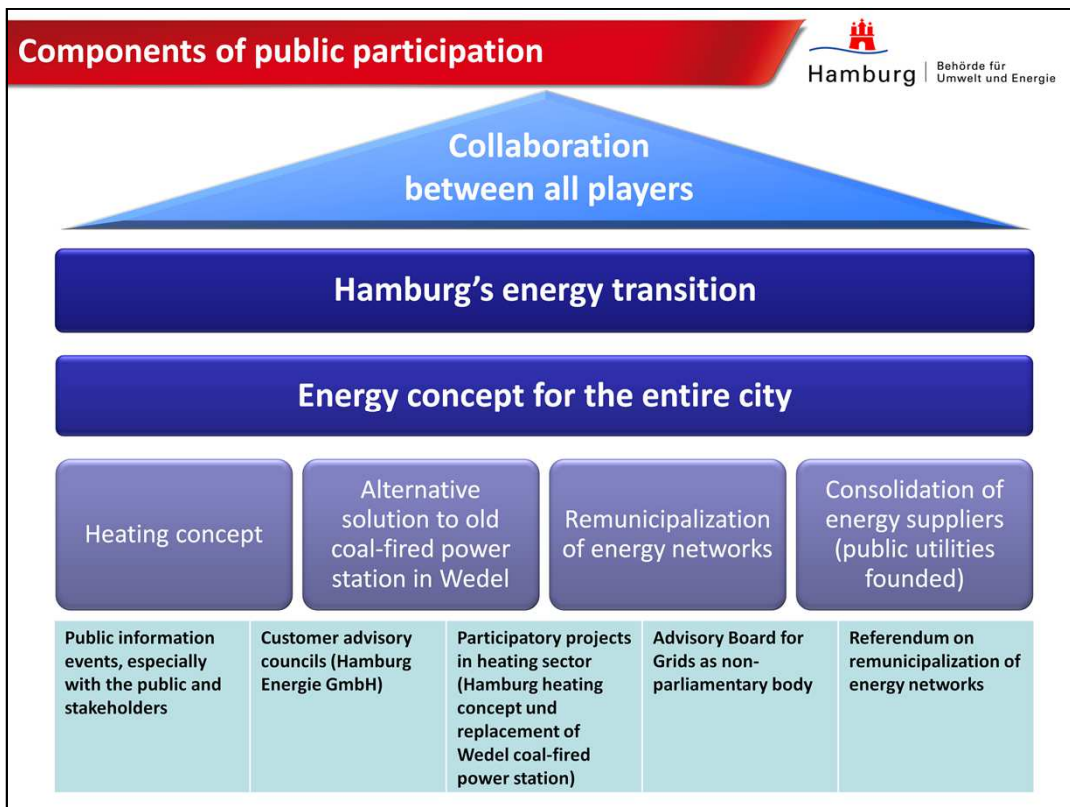 Components of public participation
Hamburg
Behörde für
Umwelt und Energie
Collaboration
between all players
Hamburg’s energy transition
Energy concept for the entire city
Heating concept
Alternative
solution to old
coal-fired power
station in Wedel
Remunicipalization
of energy networks
Consolidation of
energy suppliers
(public utilities
founded)
Public information
events, especially
with the public and
stakeholders
Customer advisory
councils (Hamburg
Energie GmbH)
Participatory projects
in heating sector
(Hamburg heating
concept und
replacement of
Wedel coal-fired
power station)
Advisory Board for
Grids as non-
parliamentary body
Referendum on
remunicipalization of
energy networks